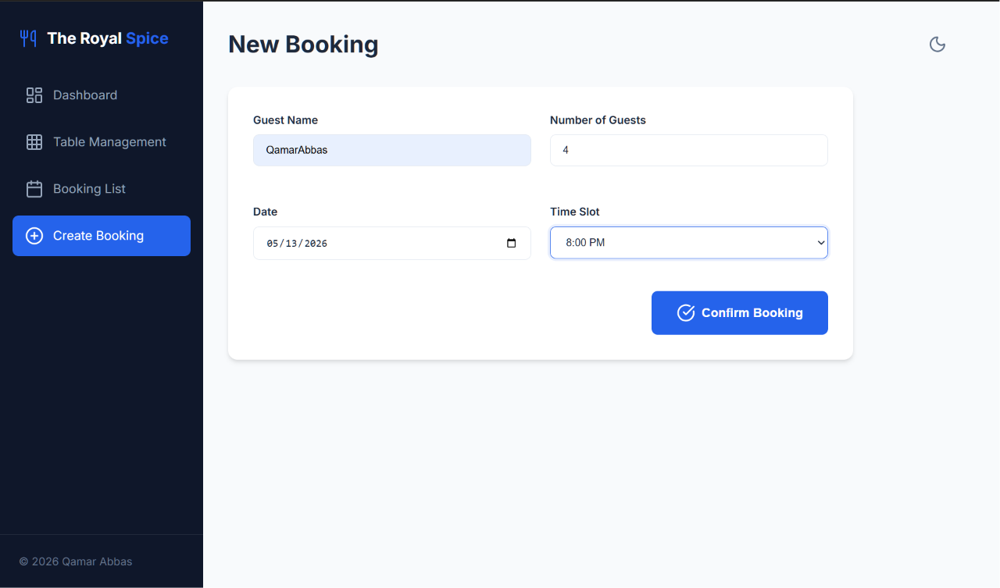 The Royal Spice
Dashboard
Table Management
Booking List
Create Booking
© 2026 Qamar Abbas
New Booking
Guest Name
QamarAbbas
Number of Guests
4
Date
05/13/2026
Time Slot
8:00 PM
Confirm Booking